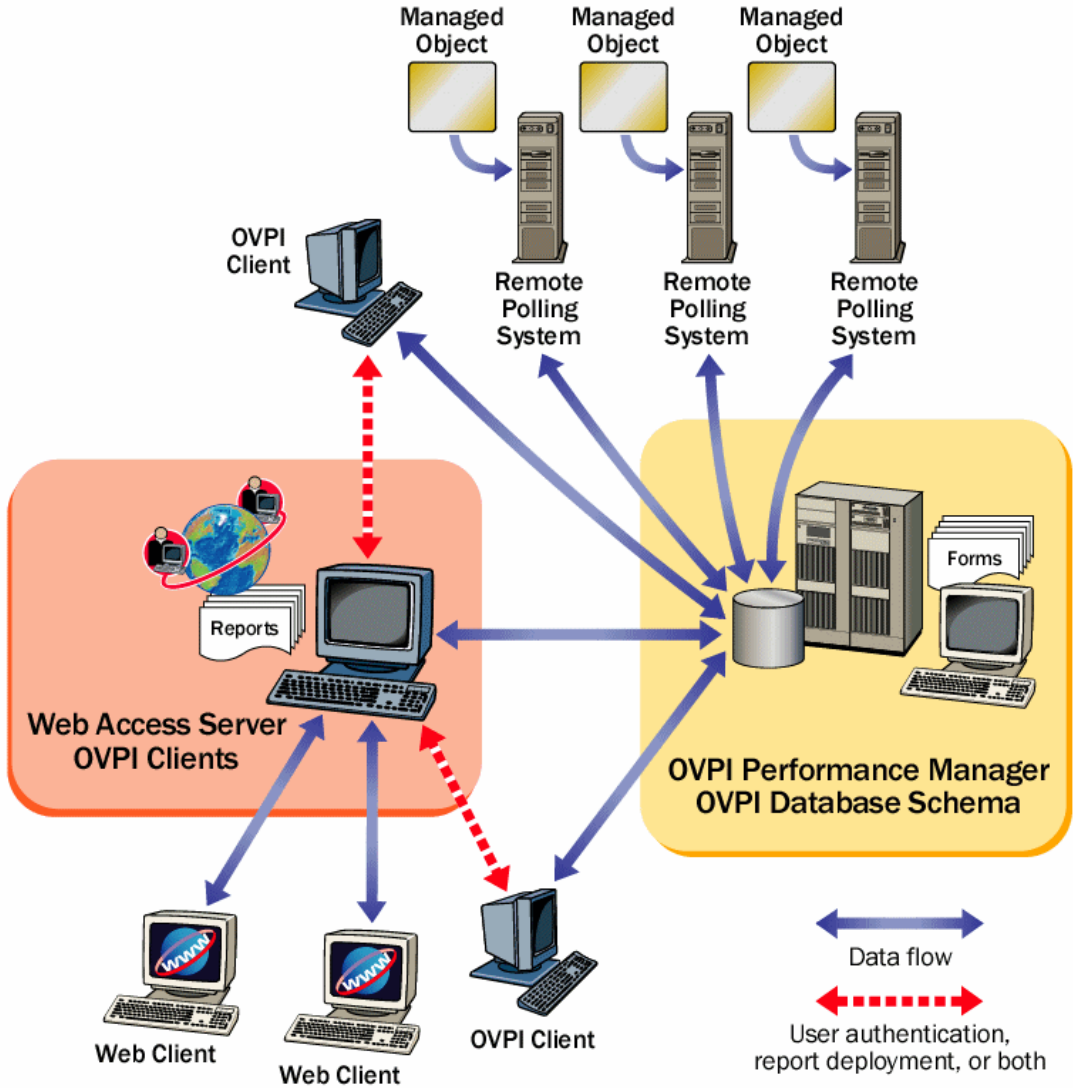 Managed
Object
Managed
Object
Managed
Object
OVPI
Client
Remote
Polling
System
Remote
Polling
System
Remote
Polling
System
Reports
Forms
Web Access Server
OVPI Clients
OVPI Performance Manager
OVPI Database Schema
www
www
Web Client
Web Client
OVPI Client
Data flow
User authentication,
report deployment, or both